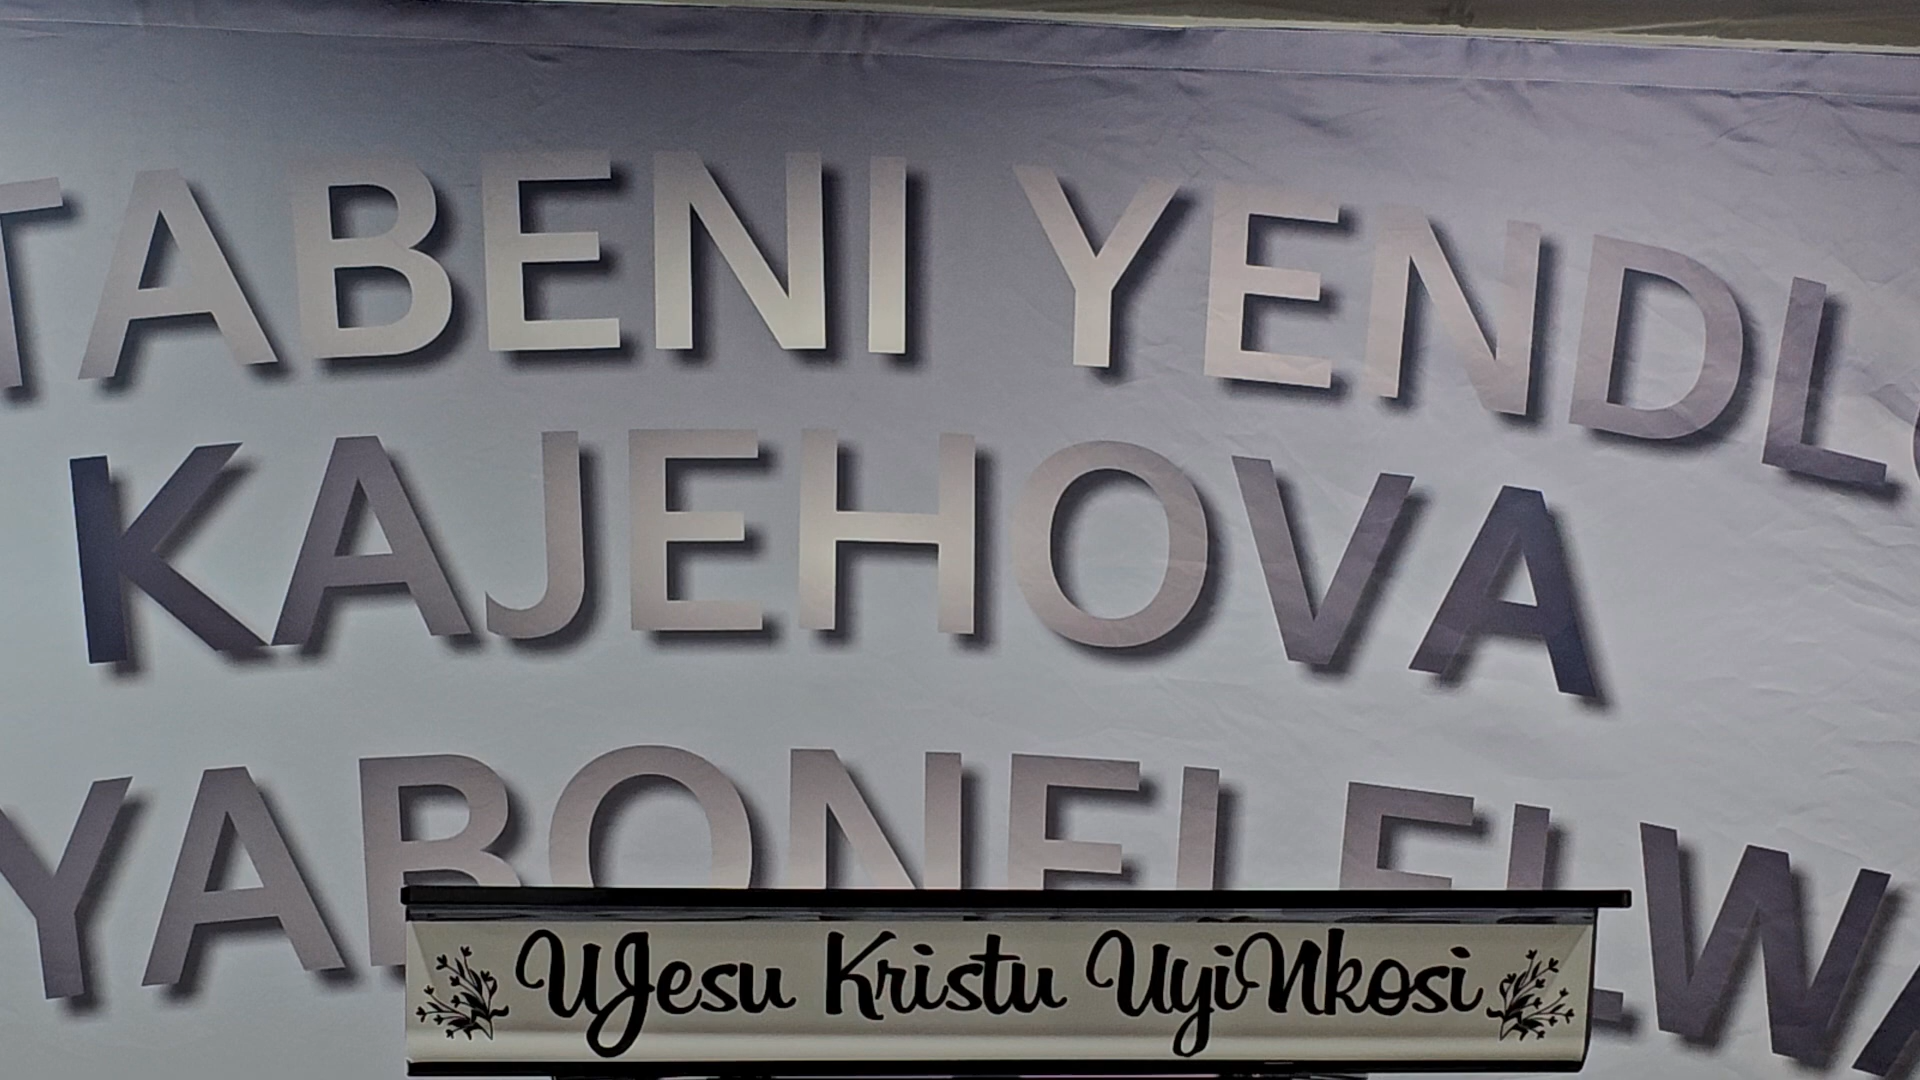 TABENI YENDL
KAJEHOVA
YABONELELWA
UJesu Kristu UyiNkosi